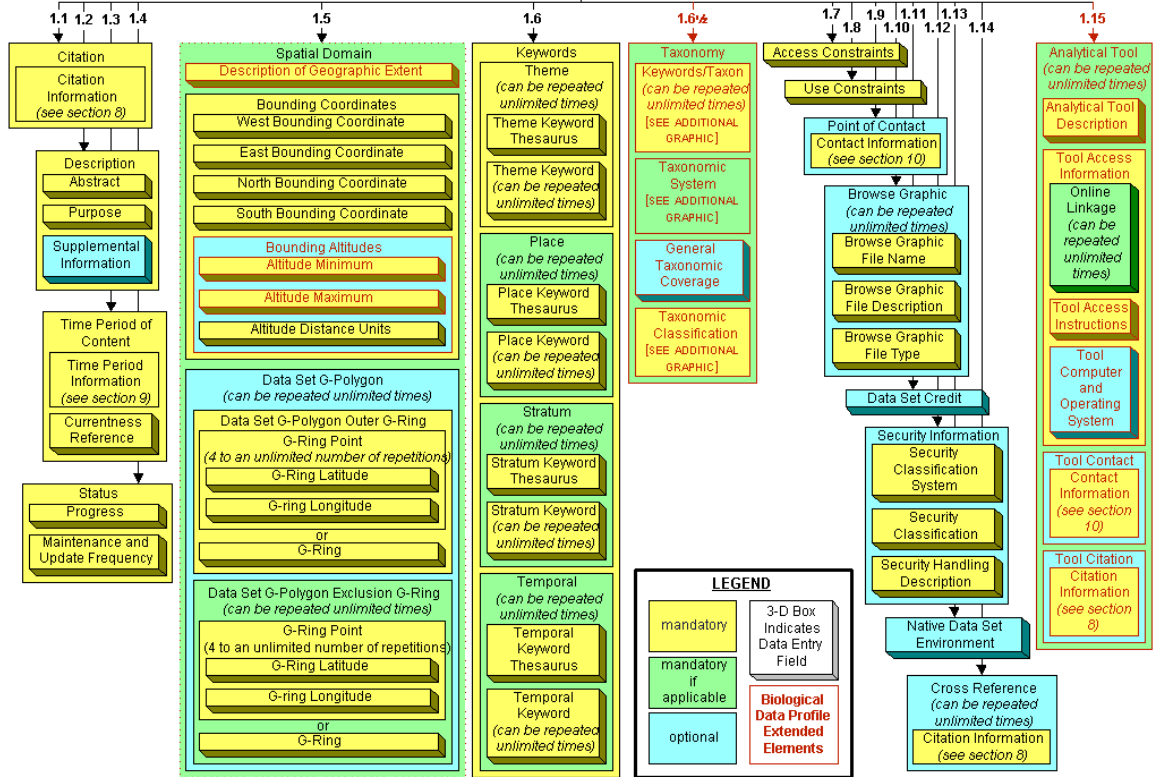 1.1
1.2
1.3
1.4
1.5
1.6
1.6½
1.7
1.8
1.9
1.10
1.11
1.12
1.13
1.14
1.15
Citation
Citation
Information
(see section 8)
Description
Abstract
Purpose
Supplemental
Information
Time Period of
Content
Time Period
Information
(see section 9)
Currentness
Reference
Status
Progress
Maintenance and
Update Frequency
Spatial Domain
Description of Geographic Extent
Bounding Coordinates
West Bounding Coordinate
East Bounding Coordinate
North Bounding Coordinate
South Bounding Coordinate
Bounding Altitudes
Altitude Minimum
Altitude Maximum
Altitude Distance Units
Data Set G-Polygon
(can be repeated unlimited times)
Data Set G-Polygon Outer G-Ring
G-Ring Point
(4 to an unlimited number of repetitions)
G-Ring Latitude
G-ring Longitude
or
G-Ring
Data Set G-Polygon Exclusion G-Ring
(can be repeated unlimited times)
G-Ring Point
(4 to an unlimited number of repetitions)
G-Ring Latitude
G-ring Longitude
or
G-Ring
Keywords
Theme
(can be repeated
unlimited times)
Theme Keyword
Thesaurus
Theme Keyword
(can be repeated
unlimited times)
Place
(can be repeated
unlimited times)
Place Keyword
Thesaurus
Place Keyword
(can be repeated
unlimited times)
Stratum
(can be repeated
unlimited times)
Stratum Keyword
Thesaurus
Stratum Keyword
(can be repeated
unlimited times)
Temporal
(can be repeated
unlimited times)
Temporal
Keyword
Thesaurus
Temporal
Keyword
(can be repeated
unlimited times)
Taxonomy
Keywords/Taxon
(can be repeated
unlimited times)
[SEE ADDITIONAL
GRAPHIC]
Taxonomic
System
[SEE ADDITIONAL
GRAPHIC]
General
Taxonomic
Coverage
Taxonomic
Classification
[SEE ADDITIONAL
GRAPHIC]
Access Constraints
Use Constraints
Point of Contact
Contact Information
(see section 10)
Browse Graphic
(can be repeated
unlimited times)
Browse Graphic
File Name
Browse Graphic
File Description
Browse Graphic
File Type
Data Set Credit
Security Information
Security
Classification
System
Security
Classification
Security Handling
Description
Native Data Set
Environment
Cross Reference
(can be repeated
unlimited times)
Citation Information
(see section 8)
Analytical Tool
(can be repeated
unlimited times)
Analytical Tool
Description
Tool Access
Information
Online
Linkage
(can be
repeated
unlimited
times)
Tool Access
Instructions
Tool
Computer
and
Operating
System
Tool Contact
Contact
Information
(see section
10)
Tool Citation
Citation
Information
(see section
8)
LEGEND
mandatory
mandatory
if
applicable
optional
3-D Box
Indicates
Data Entry
Field
Biological
Data Profile
Extended
Elements